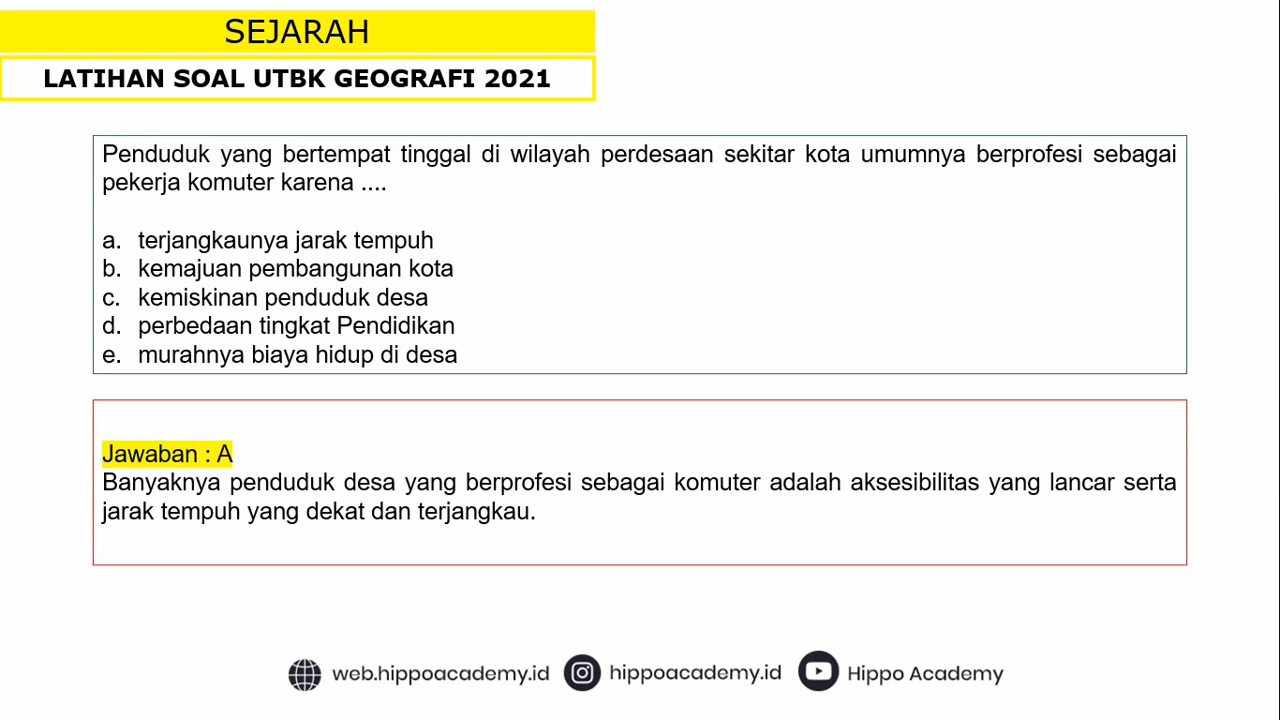 SEJARAH
LATIHAN SOAL UTBK GEOGRAFI 2021
Penduduk yang bertempat tinggal di wilayah perdesaan sekitar kota umumnya berprofesi sebagai
pekerja komuter karena ....
a. terjangkaunya jarak tempuh
b. kemajuan pembangunan kota
c. kemiskinan penduduk desa
d. perbedaan tingkat Pendidikan
e. murahnya biaya hidup di desa
Jawaban : A
Banyaknya penduduk desa yang berprofesi sebagai komuter adalah aksesibilitas yang lancar serta
jarak tempuh yang dekat dan terjangkau.
web.hippoacademy.id hippoacademy.id Hippo Academy